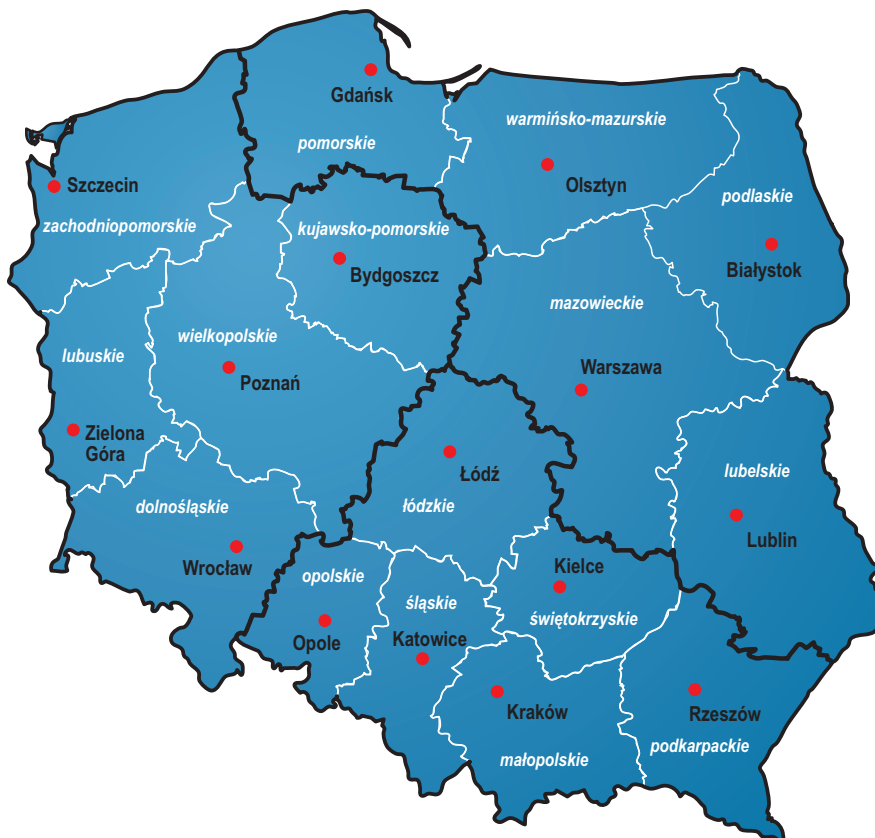 Gdańsk
pomorskie
warmińsko-mazurskie
Olsztyn
Szczecin
zachodniopomorskie
podlaskie
Białystok
kujawsko-pomorskie
Bydgoszcz
mazowieckie
Warszawa
lubuskie
wielkopolskie
Poznań
Zielona
Góra
Łódź
łódzkie
lubelskie
Lublin
dolnośląskie
Wrocław
opolskie
Opole
śląskie
Katowice
Kielce
świętokrzyskie
Kraków
małopolskie
Rzeszów
podkarpackie